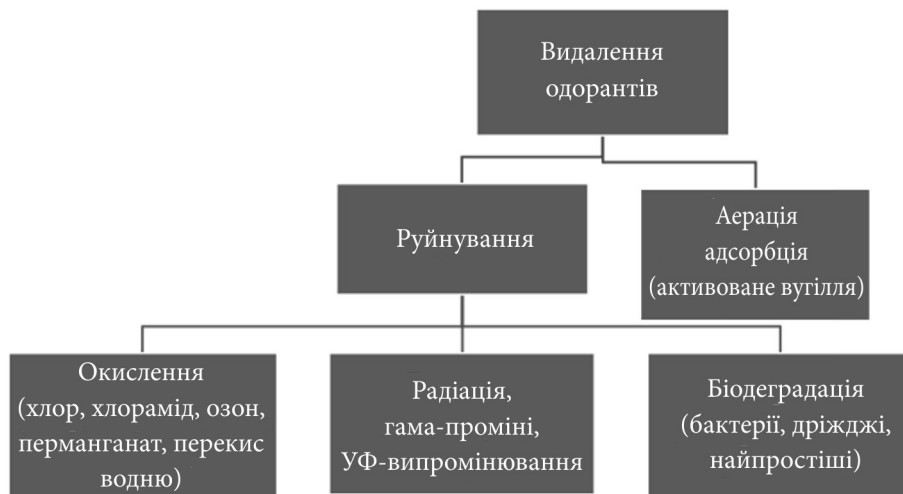 Видалення
одорантів
Руйнування
Аерація
адсорбція
(активоване вугілля)
Окислення
(хлор, хлорамід, озон,
перманганат, перекис
водню)
Радіація,
гама-проміні,
УФ-випромінювання
Біодеградація
(бактерії, дріжджі,
найпростіші)